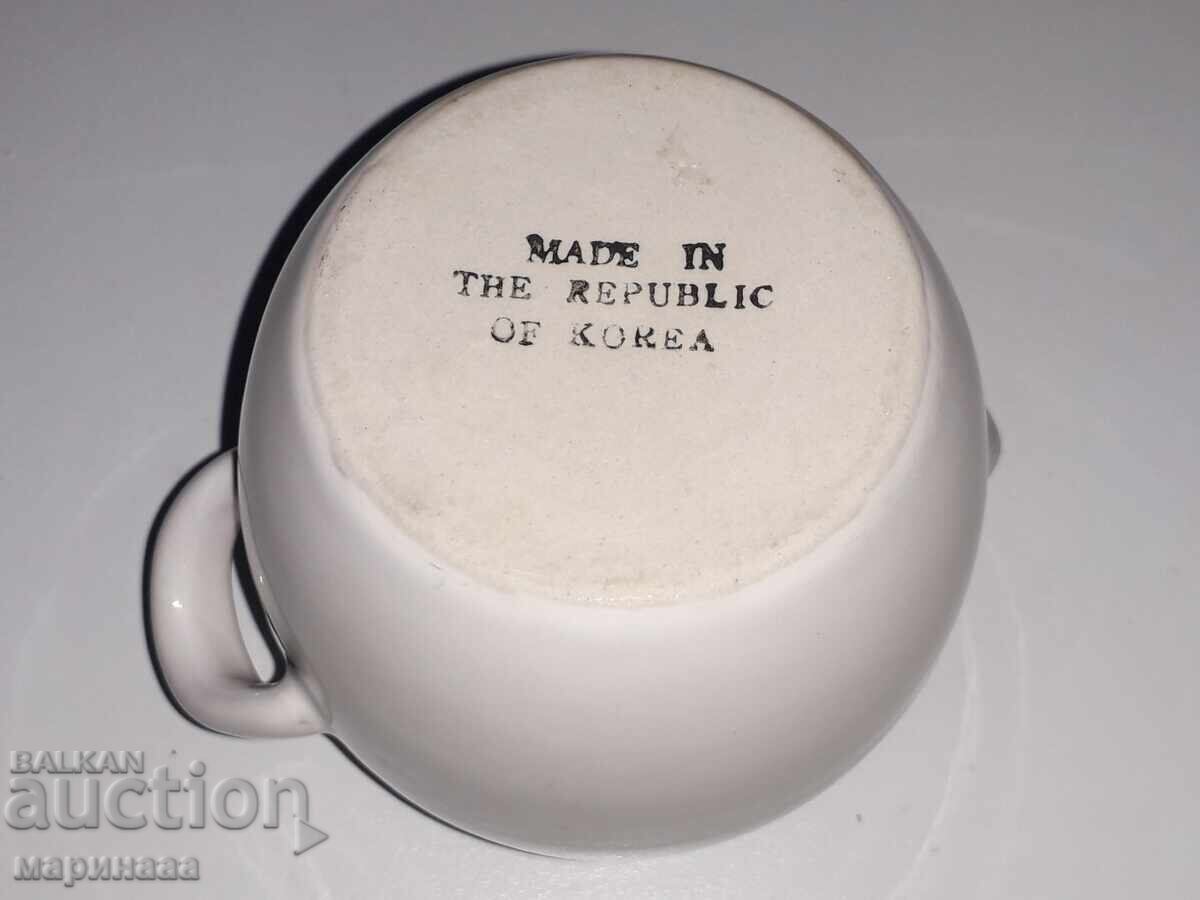 MADE IN
THE REPUBLIC
OF KOREA
BALKAN
auction
маринааа